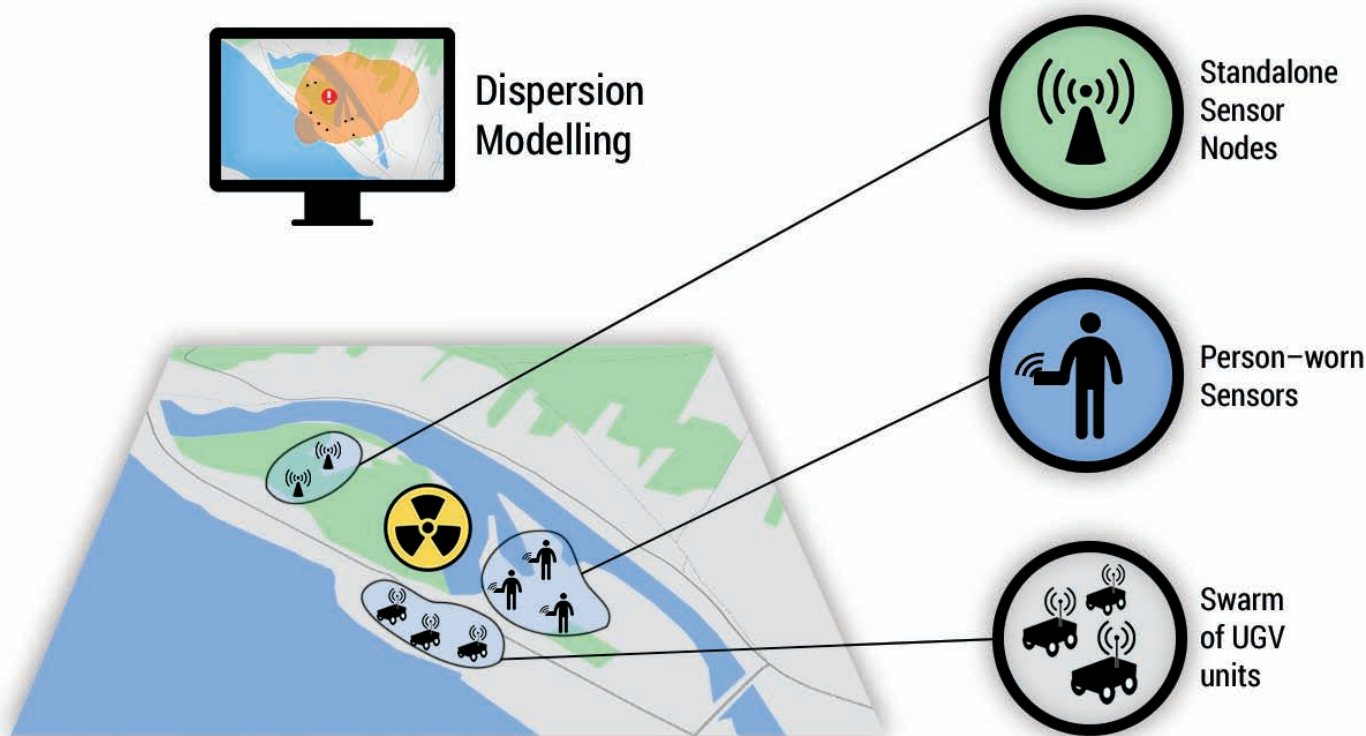 Dispersion
Modelling
Standalone
Sensor
Nodes
Person–worn
Sensors
Swarm
of UGV
units